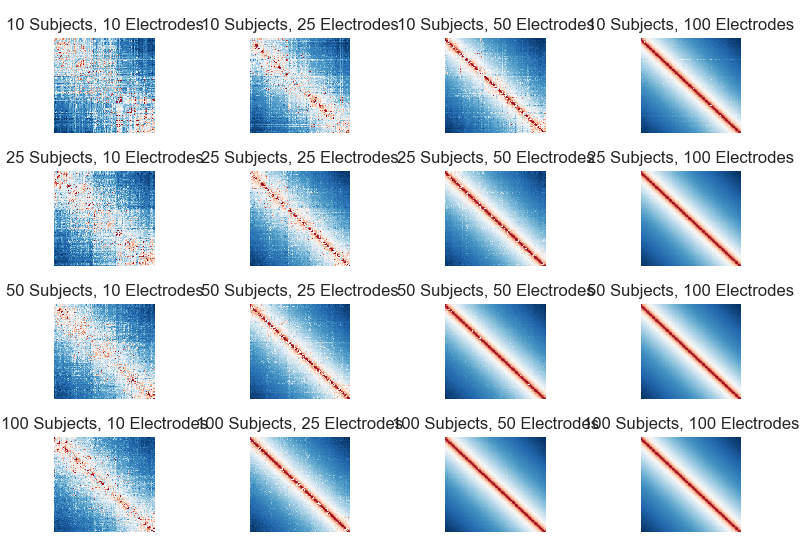 10 Subjects, 10 Electrodes
10 Subjects, 25 Electrodes
10 Subjects, 50 Electrodes
10 Subjects, 100 Electrodes
25 Subjects, 10 Electrodes
25 Subjects, 25 Electrodes
25 Subjects, 50 Electrodes
25 Subjects, 100 Electrodes
50 Subjects, 10 Electrodes
50 Subjects, 25 Electrodes
50 Subjects, 50 Electrodes
50 Subjects, 100 Electrodes
100 Subjects, 10 Electrodes
100 Subjects, 25 Electrodes
100 Subjects, 50 Electrodes
100 Subjects, 100 Electrodes